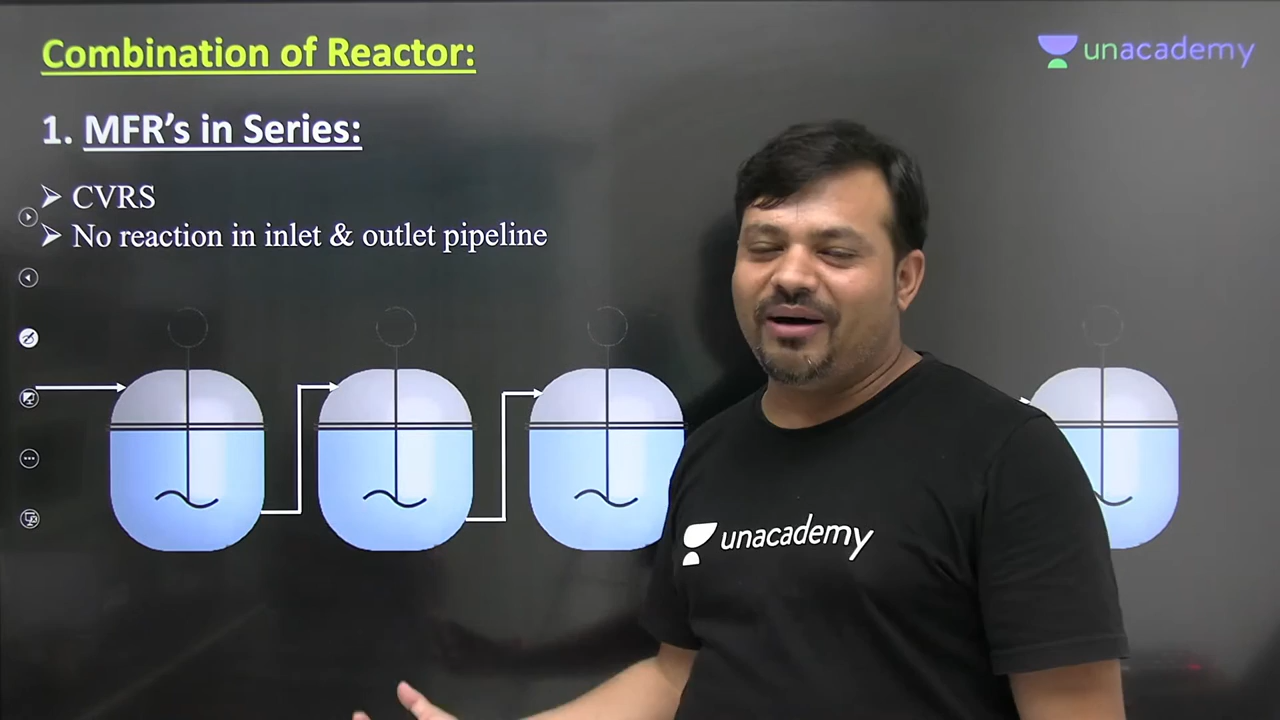 Combination of Reactor:
unacademy
1. MFR's in Series:
➢ CVRS
➢ No reaction in inlet & outlet pipeline
unacademy